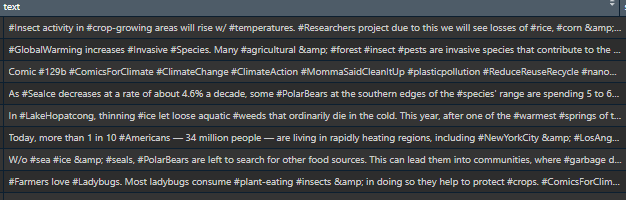 text
#Insect activity in #crop-growing areas will rise w/ #temperatures. #Researchers project due to this we will see losses of #rice, #corn &amp;...
#GlobalWarming increases #Invasive #Species. Many #agricultural &amp; #forest #insect #pests are invasive species that contribute to the ...
Comic #129b #ComicsForClimate #ClimateChange #ClimateAction #MommaSaidCleanItUp #plasticpollution #ReduceReuseRecycle #nano...
As #SeaIce decreases at a rate of about 4.6% a decade, some #PolarBears at the southern edges of the #species' range are spending 5 to 6...
In #LakeHopatcong, thinning #ice let loose aquatic #weeds that ordinarily die in the cold. This year, after one of the #warmest #springs of t...
Today, more than 1 in 10 #Americans — 34 million people — are living in rapidly heating regions, including #NewYorkCity &amp; #LosAng...
W/o #sea #ice &amp; #seals, #PolarBears are left to search for other food sources. This can lead them into communities, where #garbage d...
#Farmers love #Ladybugs. Most ladybugs consume #plant-eating #insects &amp; in doing so they help to protect #crops. #ComicsForClim...